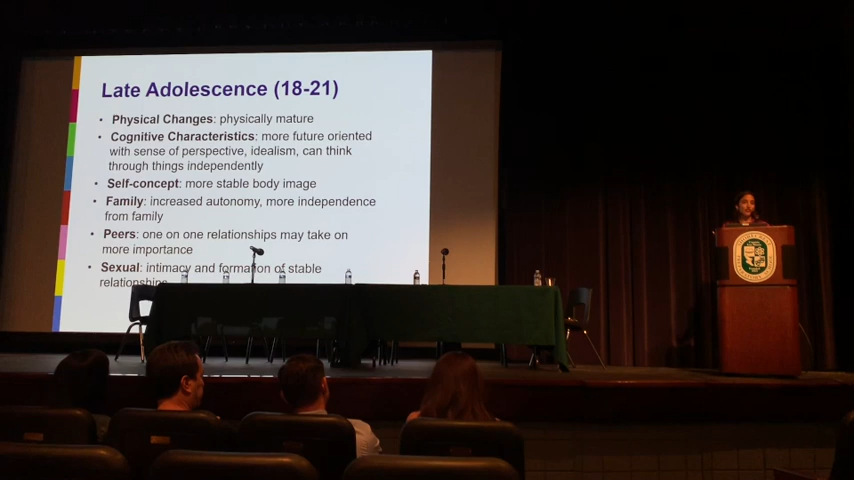 Late Adolescence (18-21)
• Physical Changes: physically mature
• Cognitive Characteristics: more future oriented
with sense of perspective, idealism, can think
through things independently
• Self-concept: more stable body image
• Family: increased autonomy, more independence
from family
• Peers: one on one relationships may take on
more importance
• Sexual: intimacy and formation of stable
relationships